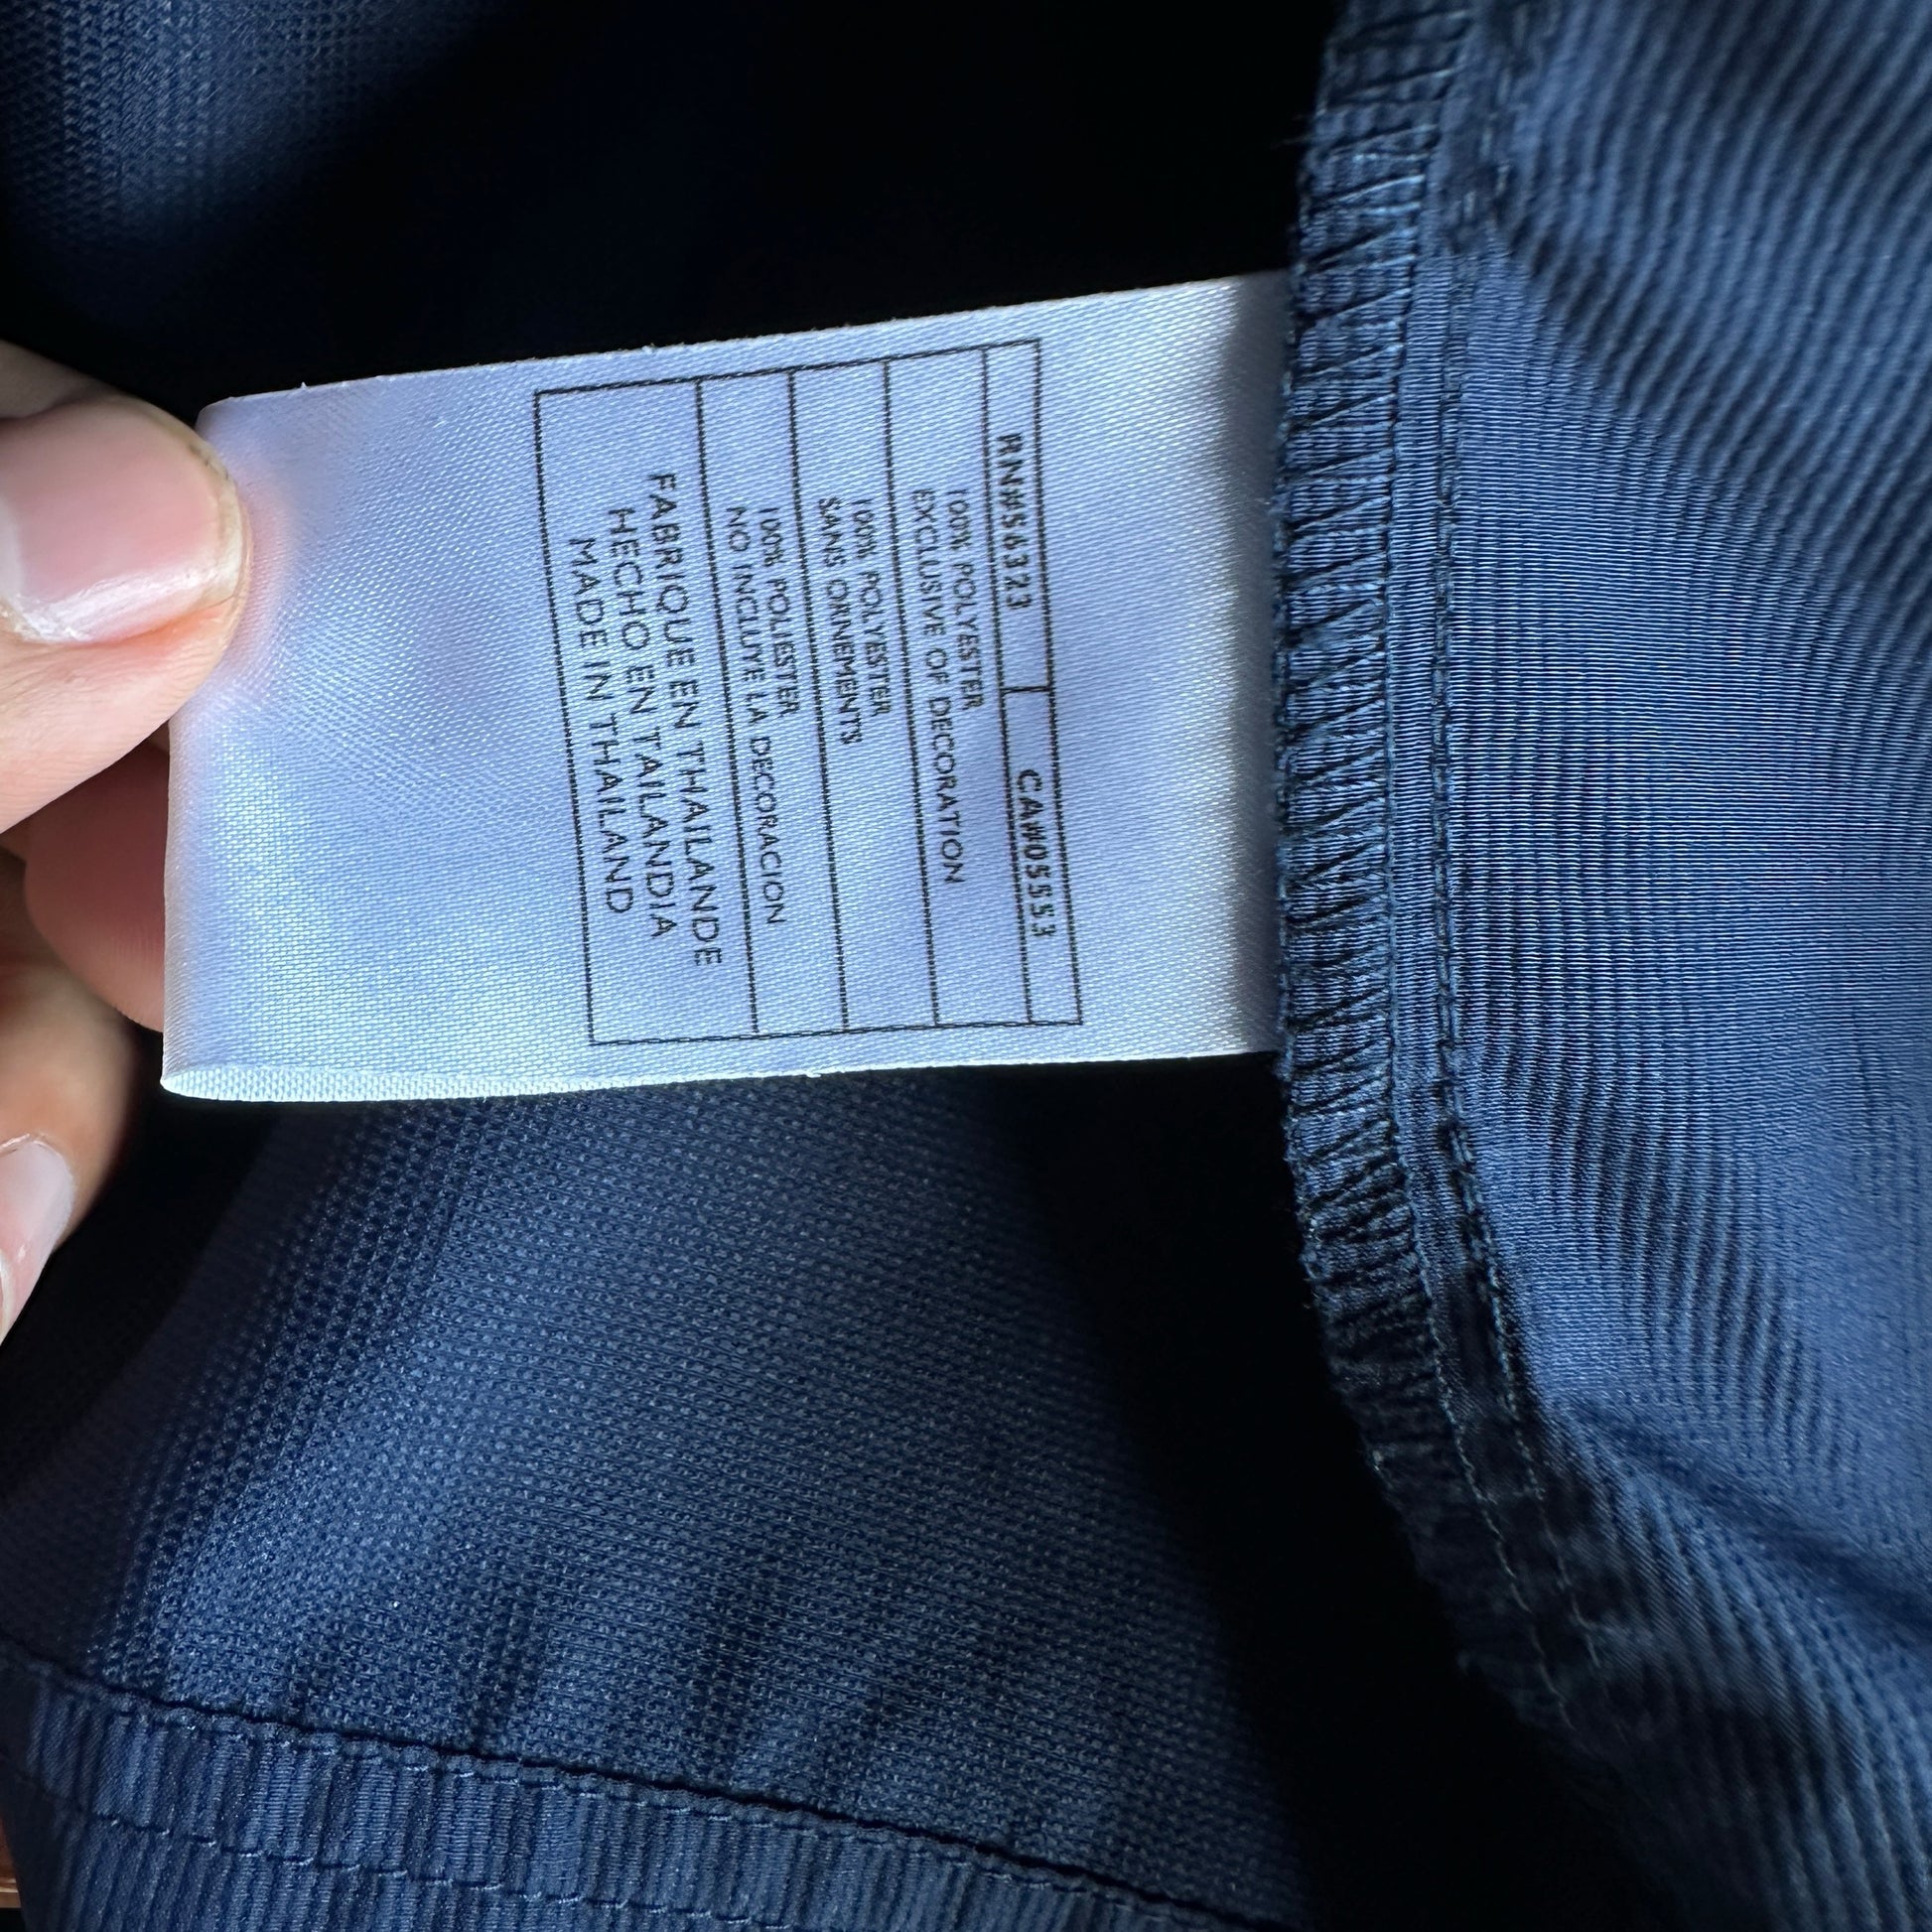 RN#56323 CA#05553
100% POLYESTER
EXCLUSIVE OF DECORATION
100% POLYESTER
SANS ORNEMENTS
100% POLIESTER
NO INCLUYE LA DECORACION
FABRIQUE EN THAILANDE
HECHO EN TAILANDIA
MADE IN THAILAND